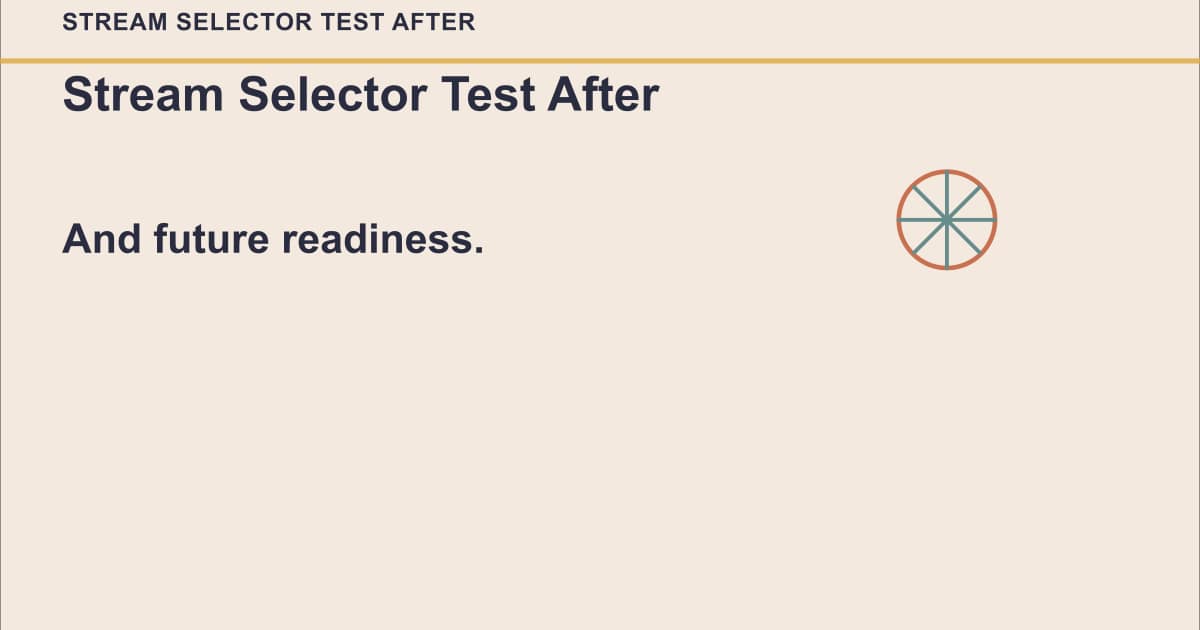 STREAM SELECTOR TEST AFTER
Stream Selector Test After
And future readiness.